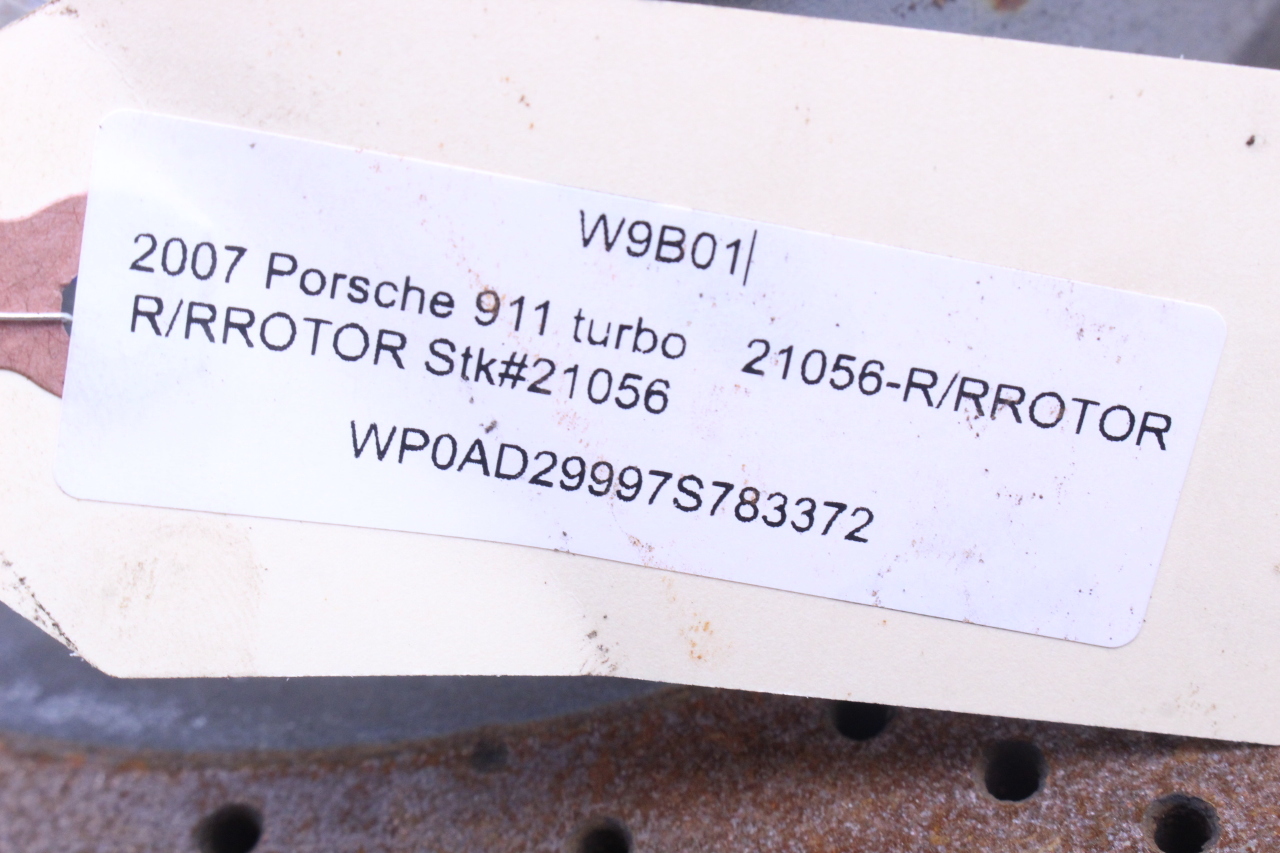 W9B01|
2007 Porsche 911 turbo 21056-R/RROTOR
R/RROTOR Stk#21056
WP0AD29997S783372